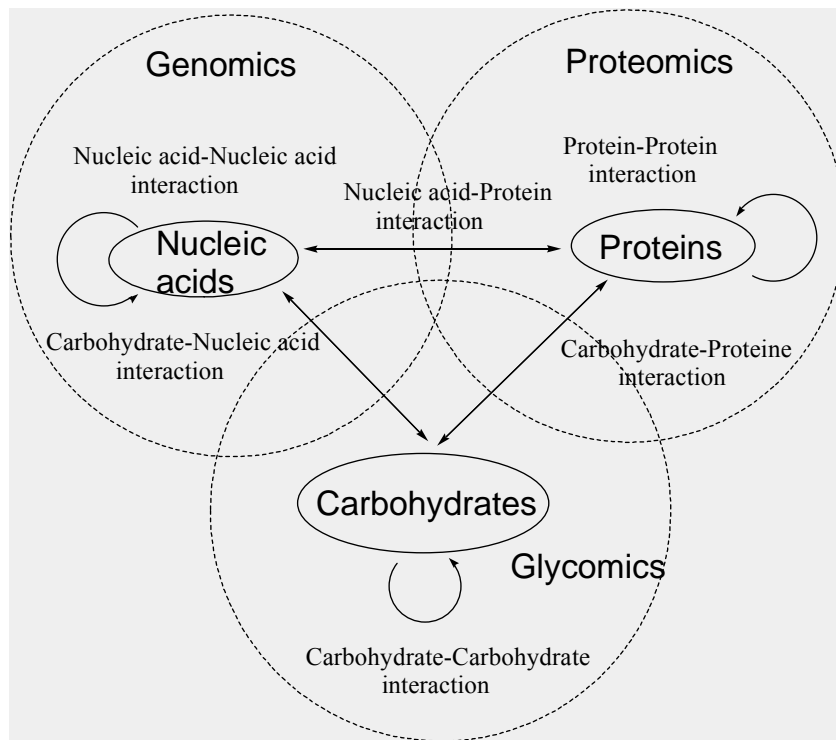 Genomics
Proteomics
Nucleic acid-Nucleic acid
interaction
Protein-Protein
interaction
Nucleic acid-Protein
interaction
Nucleic
acids
Proteins
Carbohydrate-Nucleic acid
interaction
Carbohydrate-Proteine
interaction
Carbohydrates
Glycomics
Carbohydrate-Carbohydrate
interaction